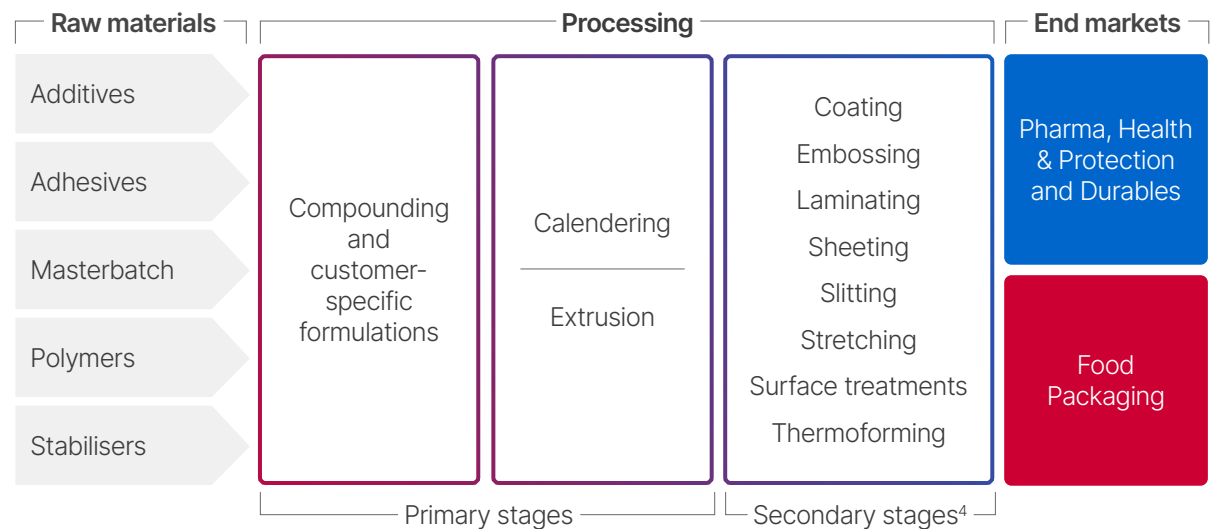 Raw materials
Processing
End markets
Additives
Adhesives
Masterbatch
Polymers
Stabilisers
Compounding
and
customer-
specific
formulations
Calendering
Extrusion
Coating
Embossing
Laminating
Sheeting
Slitting
Stretching
Surface treatments
Thermoforming
Pharma, Health
& Protection
and Durables
Food
Packaging
Primary stages
Secondary stages⁴